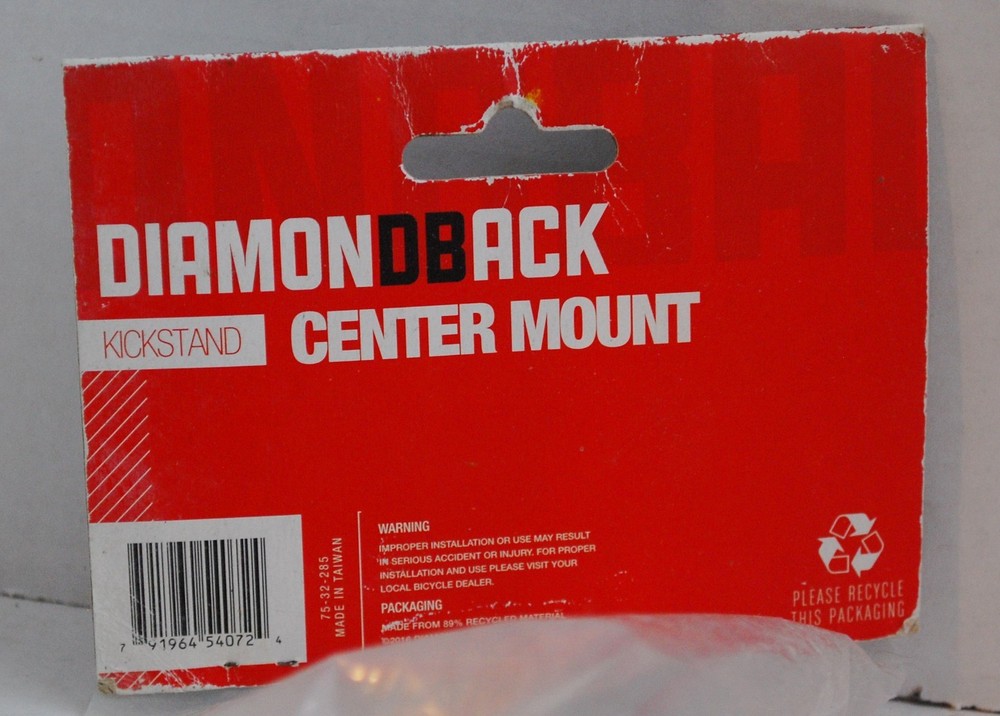 DIAMONDBACK
KICKSTAND
CENTER MOUNT
WARNING
IMPROPER INSTALLATION OR USE MAY RESULT
IN SERIOUS ACCIDENT OR INJURY. FOR PROPER
INSTALLATION AND USE PLEASE VISIT YOUR
LOCAL BICYCLE DEALER.
PACKAGING
MADE FROM 89% RECYCLED MATERIAL
75-32-285
MADE IN TAIWAN
7 91964 54072 4
PLEASE RECYCLE
THIS PACKAGING